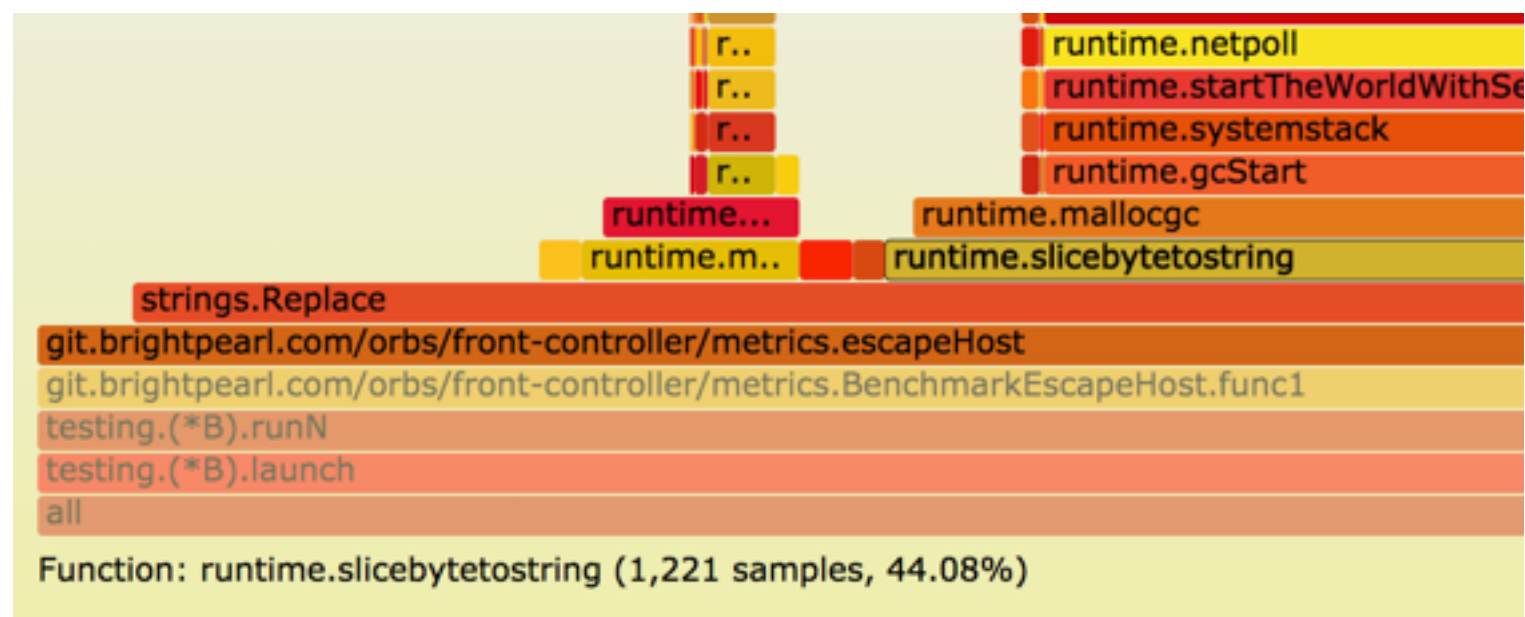 r.. runtime.netpoll
r.. runtime.startTheWorldWithSe
r.. runtime.systemstack
r.. runtime.gcStart
runtime... runtime.mallocgc
runtime.m.. runtime.slicebytetostring
strings.Replace
git.brightpearl.com/orbs/front-controller/metrics.escapeHost
git.brightpearl.com/orbs/front-controller/metrics.BenchmarkEscapeHost.func1
testing.(*B).runN
testing.(*B).launch
all
Function: runtime.slicebytetostring (1,221 samples, 44.08%)